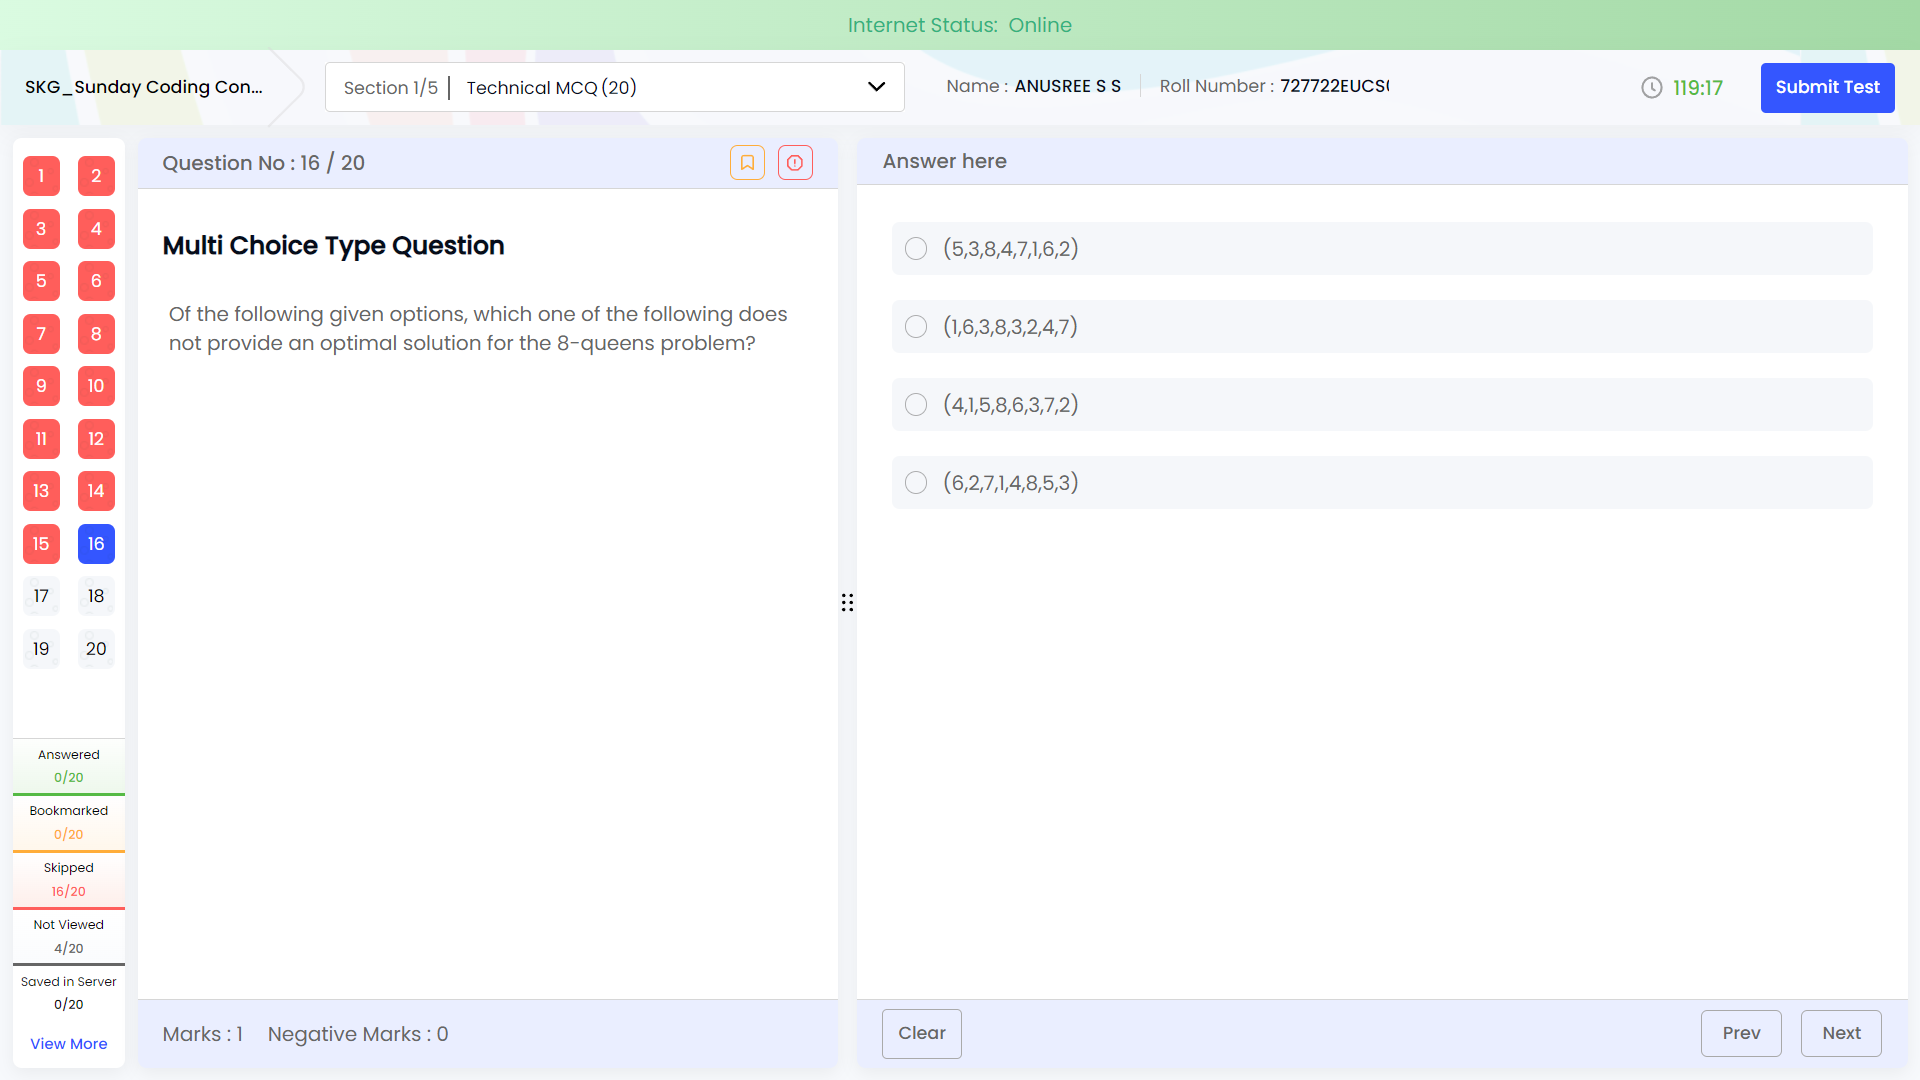 Internet Status: Online
SKG_Sunday Coding Con...
Section 1/5 | Technical MCQ (20)
Name : ANUSREE S S
Roll Number : 727722EUCS
119:17
Submit Test
1 2
3 4
5 6
7 8
9 10
11 12
13 14
15 16
17 18
19 20
Answered
0/20
Bookmarked
0/20
Skipped
16/20
Not Viewed
4/20
Saved in Server
0/20
View More
Question No : 16 / 20
Multi Choice Type Question
Of the following given options, which one of the following does
not provide an optimal solution for the 8-queens problem?
Marks : 1 Negative Marks : 0
Answer here
(5,3,8,4,7,1,6,2)
(1,6,3,8,3,2,4,7)
(4,1,5,8,6,3,7,2)
(6,2,7,1,4,8,5,3)
Clear
Prev
Next